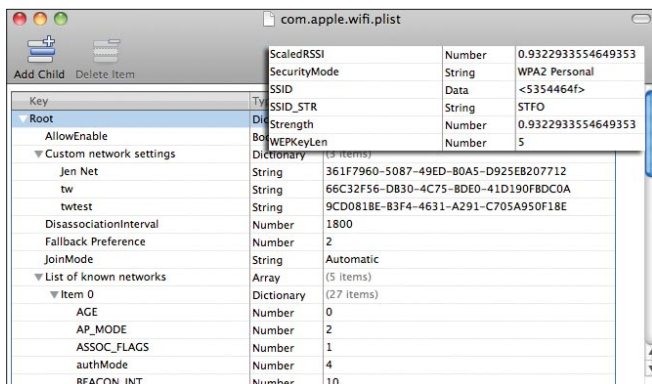 com.apple.wifi.plist
Add Child Delete Item
ScaledRSSI Number 0.9322933554649353
SecurityMode String WPA2 Personal
SSID Data <5354464f>
SSID_STR String STFO
Strength Number 0.9322933554649353
WEPKeyLen Number 5
Key
Root
AllowEnable
Custom network settings Dictionary (3 items)
Jen Net String 361F7960-5087-49ED-B0A5-D925EB207712
tw String 66C32F56-DB30-4C75-BDE0-41D190FBDC0A
twtest String 9CD081BE-B3F4-4631-A291-C705A950F18E
DisassociationInterval Number 1800
Fallback Preference Number 2
JoinMode String Automatic
List of known networks Array (5 items)
Item 0 Dictionary (27 items)
AGE Number 0
AP_MODE Number 2
ASSOC_FLAGS Number 1
authMode Number 4
BEACON_INT Number 10